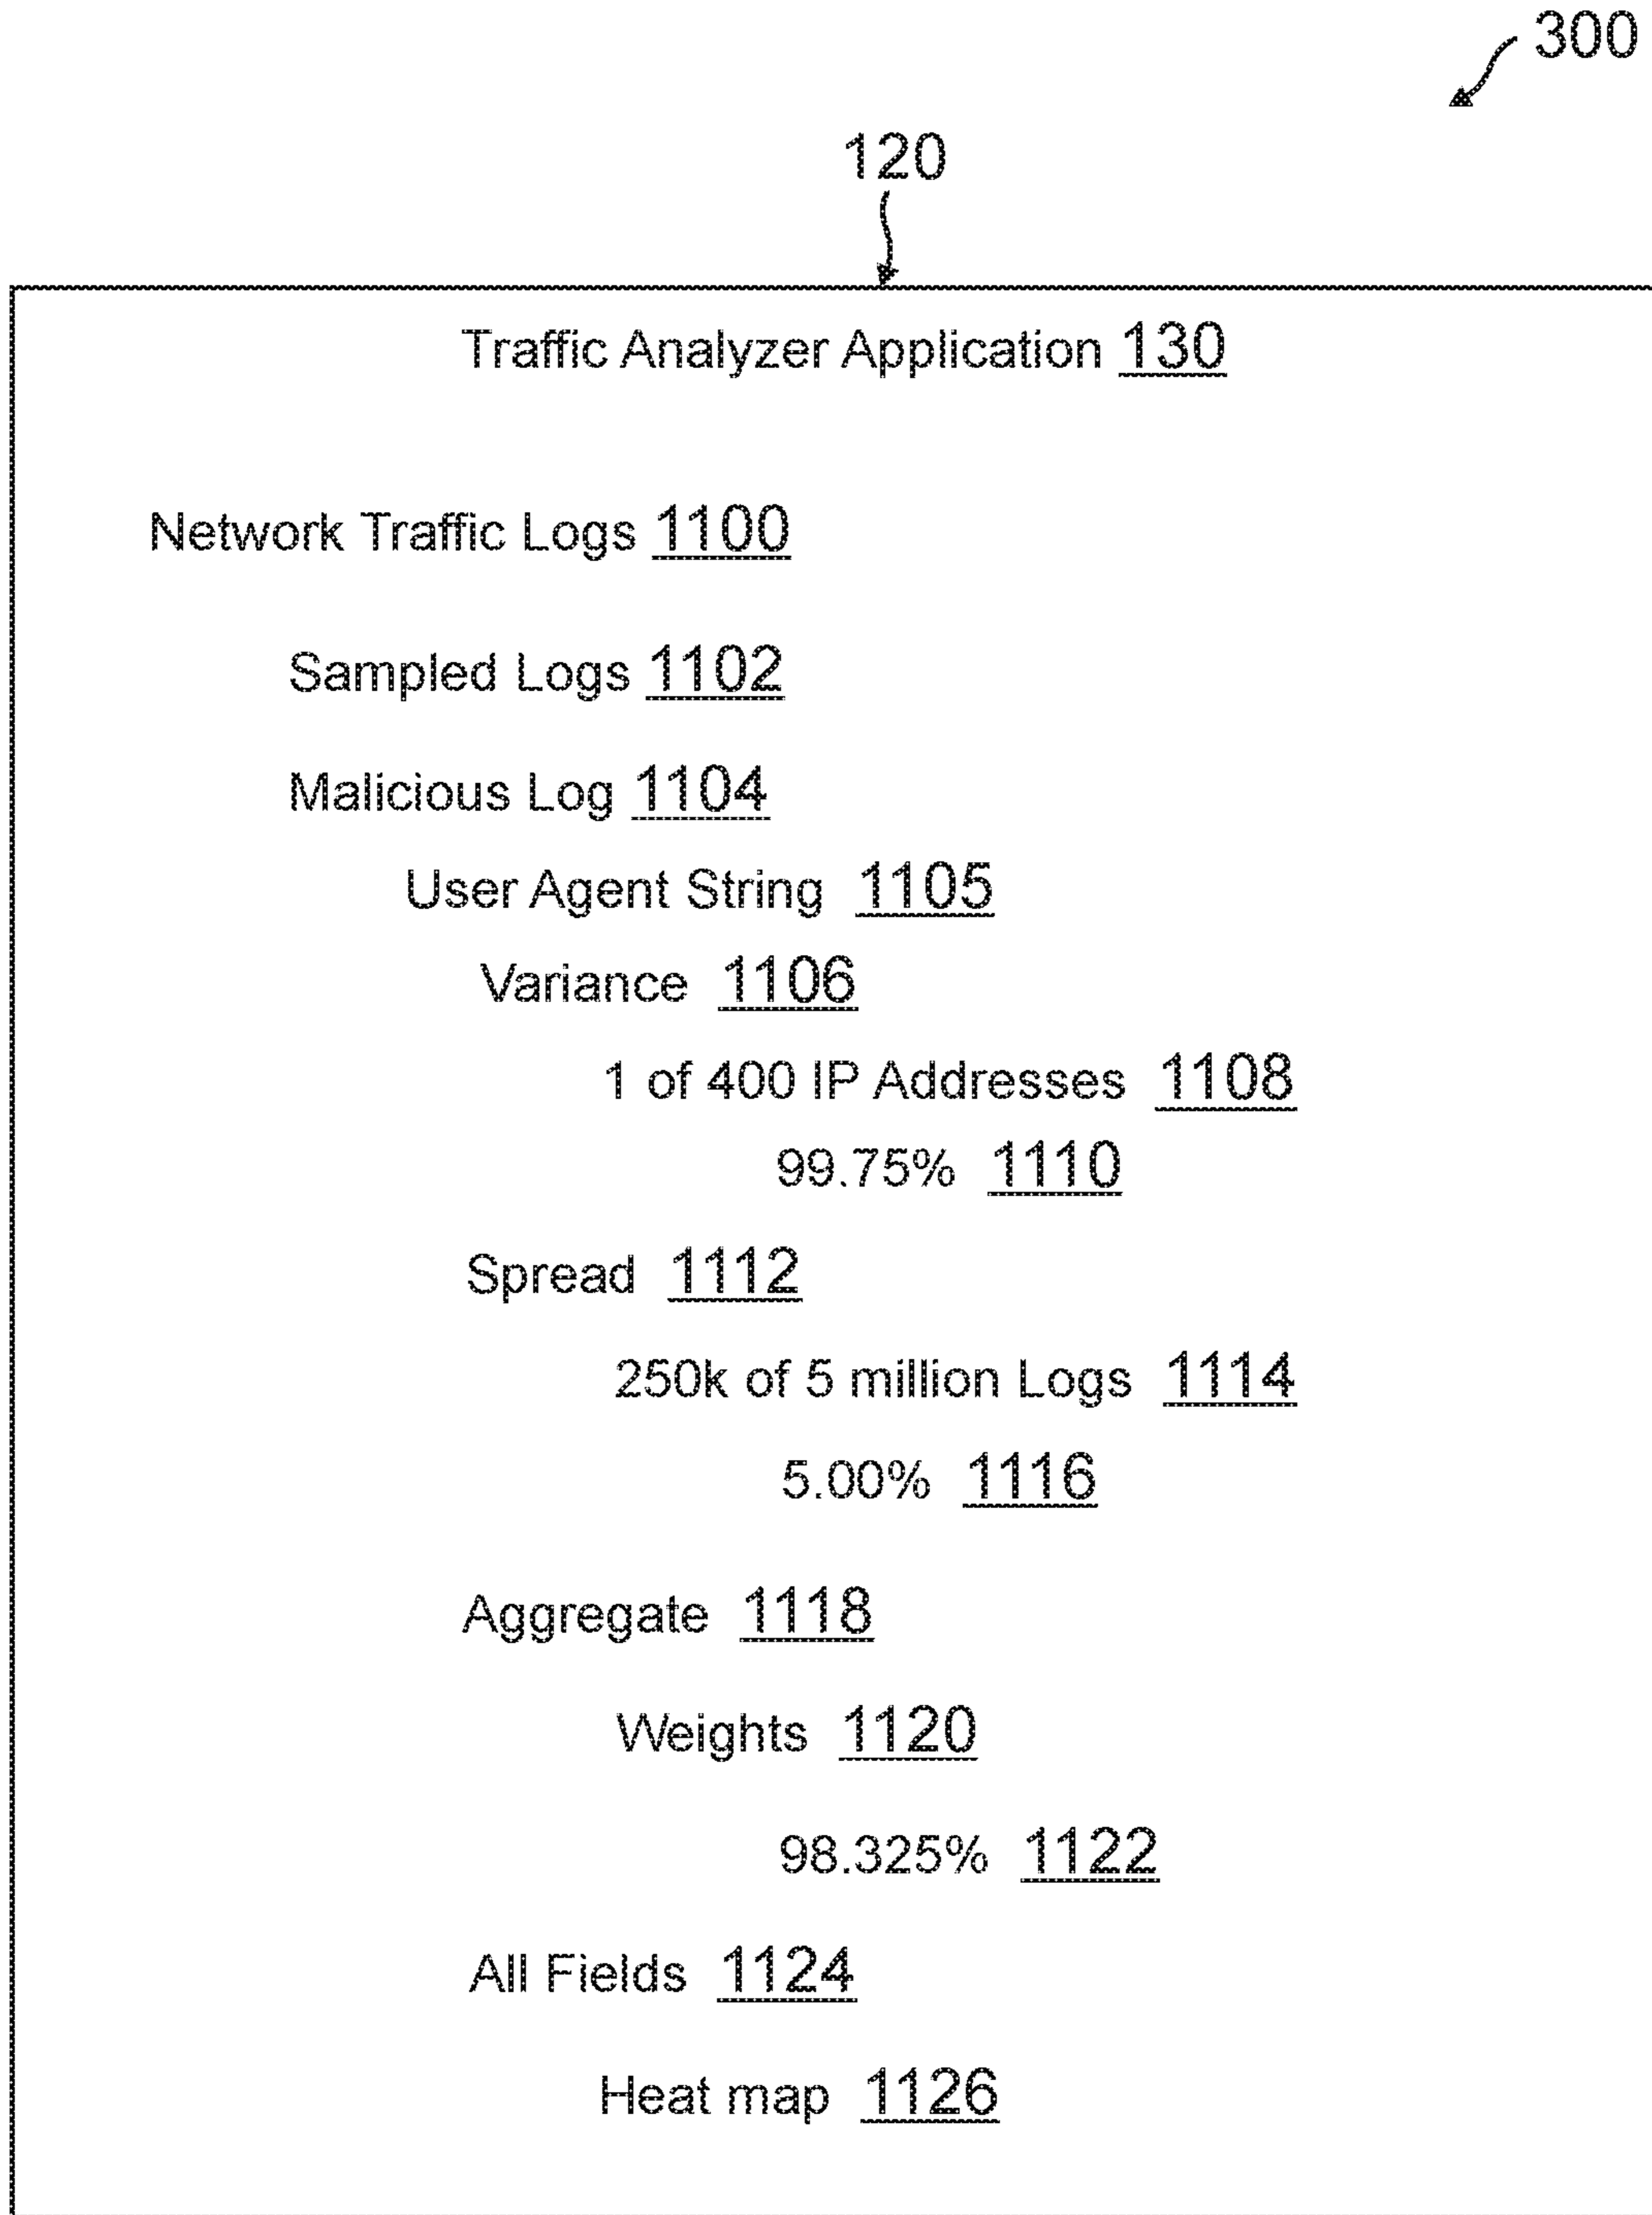 300
120
Traffic Analyzer Application 130
Network Traffic Logs 1100
Sampled Logs 1102
Malicious Log 1104
User Agent String 1105
Variance 1106
1 of 400 IP Addresses 1108
99.75% 1110
Spread 1112
250k of 5 million Logs 1114
5.00% 1116
Aggregate 1118
Weights 1120
98.325% 1122
All Fields 1124
Heat map 1126